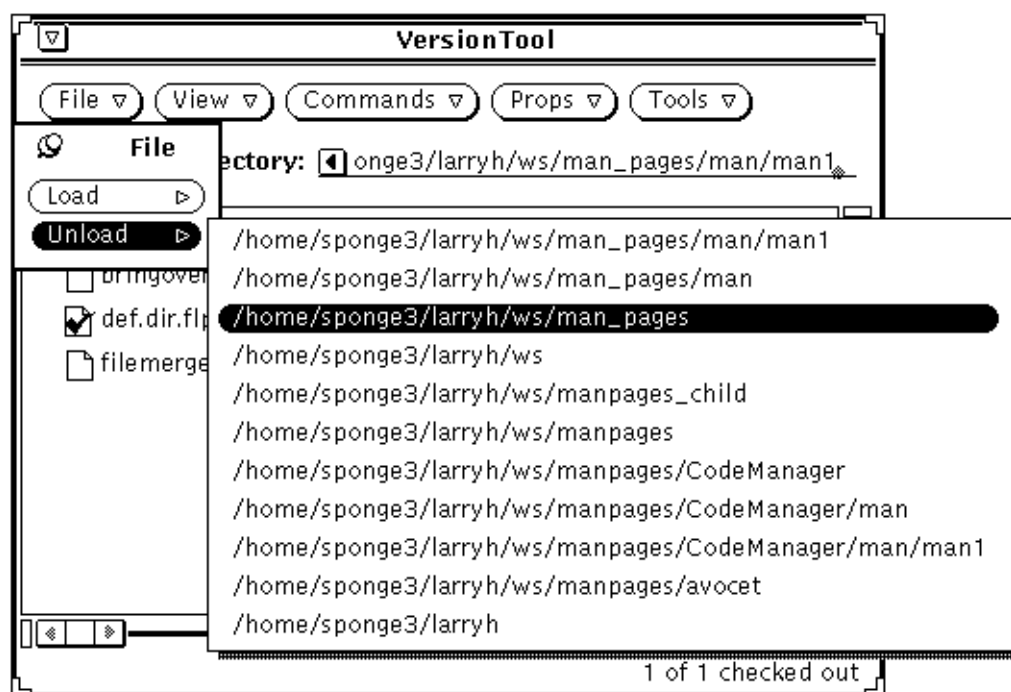 VersionTool
File View Commands Props Tools
File
ectory: onge3/larryh/ws/man_pages/man/man1
Load
Unload
/home/sponge3/larryh/ws/man_pages/man/man1
/home/sponge3/larryh/ws/man_pages/man
bringover
def.dir.flp
/home/sponge3/larryh/ws/man_pages
filemerge
/home/sponge3/larryh/ws
/home/sponge3/larryh/ws/manpages_child
/home/sponge3/larryh/ws/manpages
/home/sponge3/larryh/ws/manpages/CodeManager
/home/sponge3/larryh/ws/manpages/CodeManager/man
/home/sponge3/larryh/ws/manpages/CodeManager/man/man1
/home/sponge3/larryh/ws/manpages/avocet
/home/sponge3/larryh
1 of 1 checked out